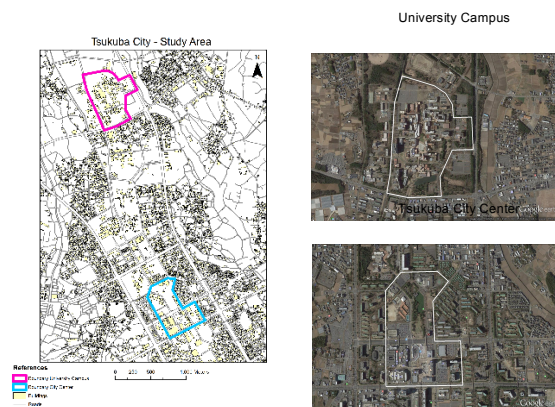 University Campus
Tsukuba City - Study Area
N
Tsukuba City Center
Google
Google
References
Boundary University Campus
Boundary City Center
Buildings
Roads
0 250 500 1,000 Meters